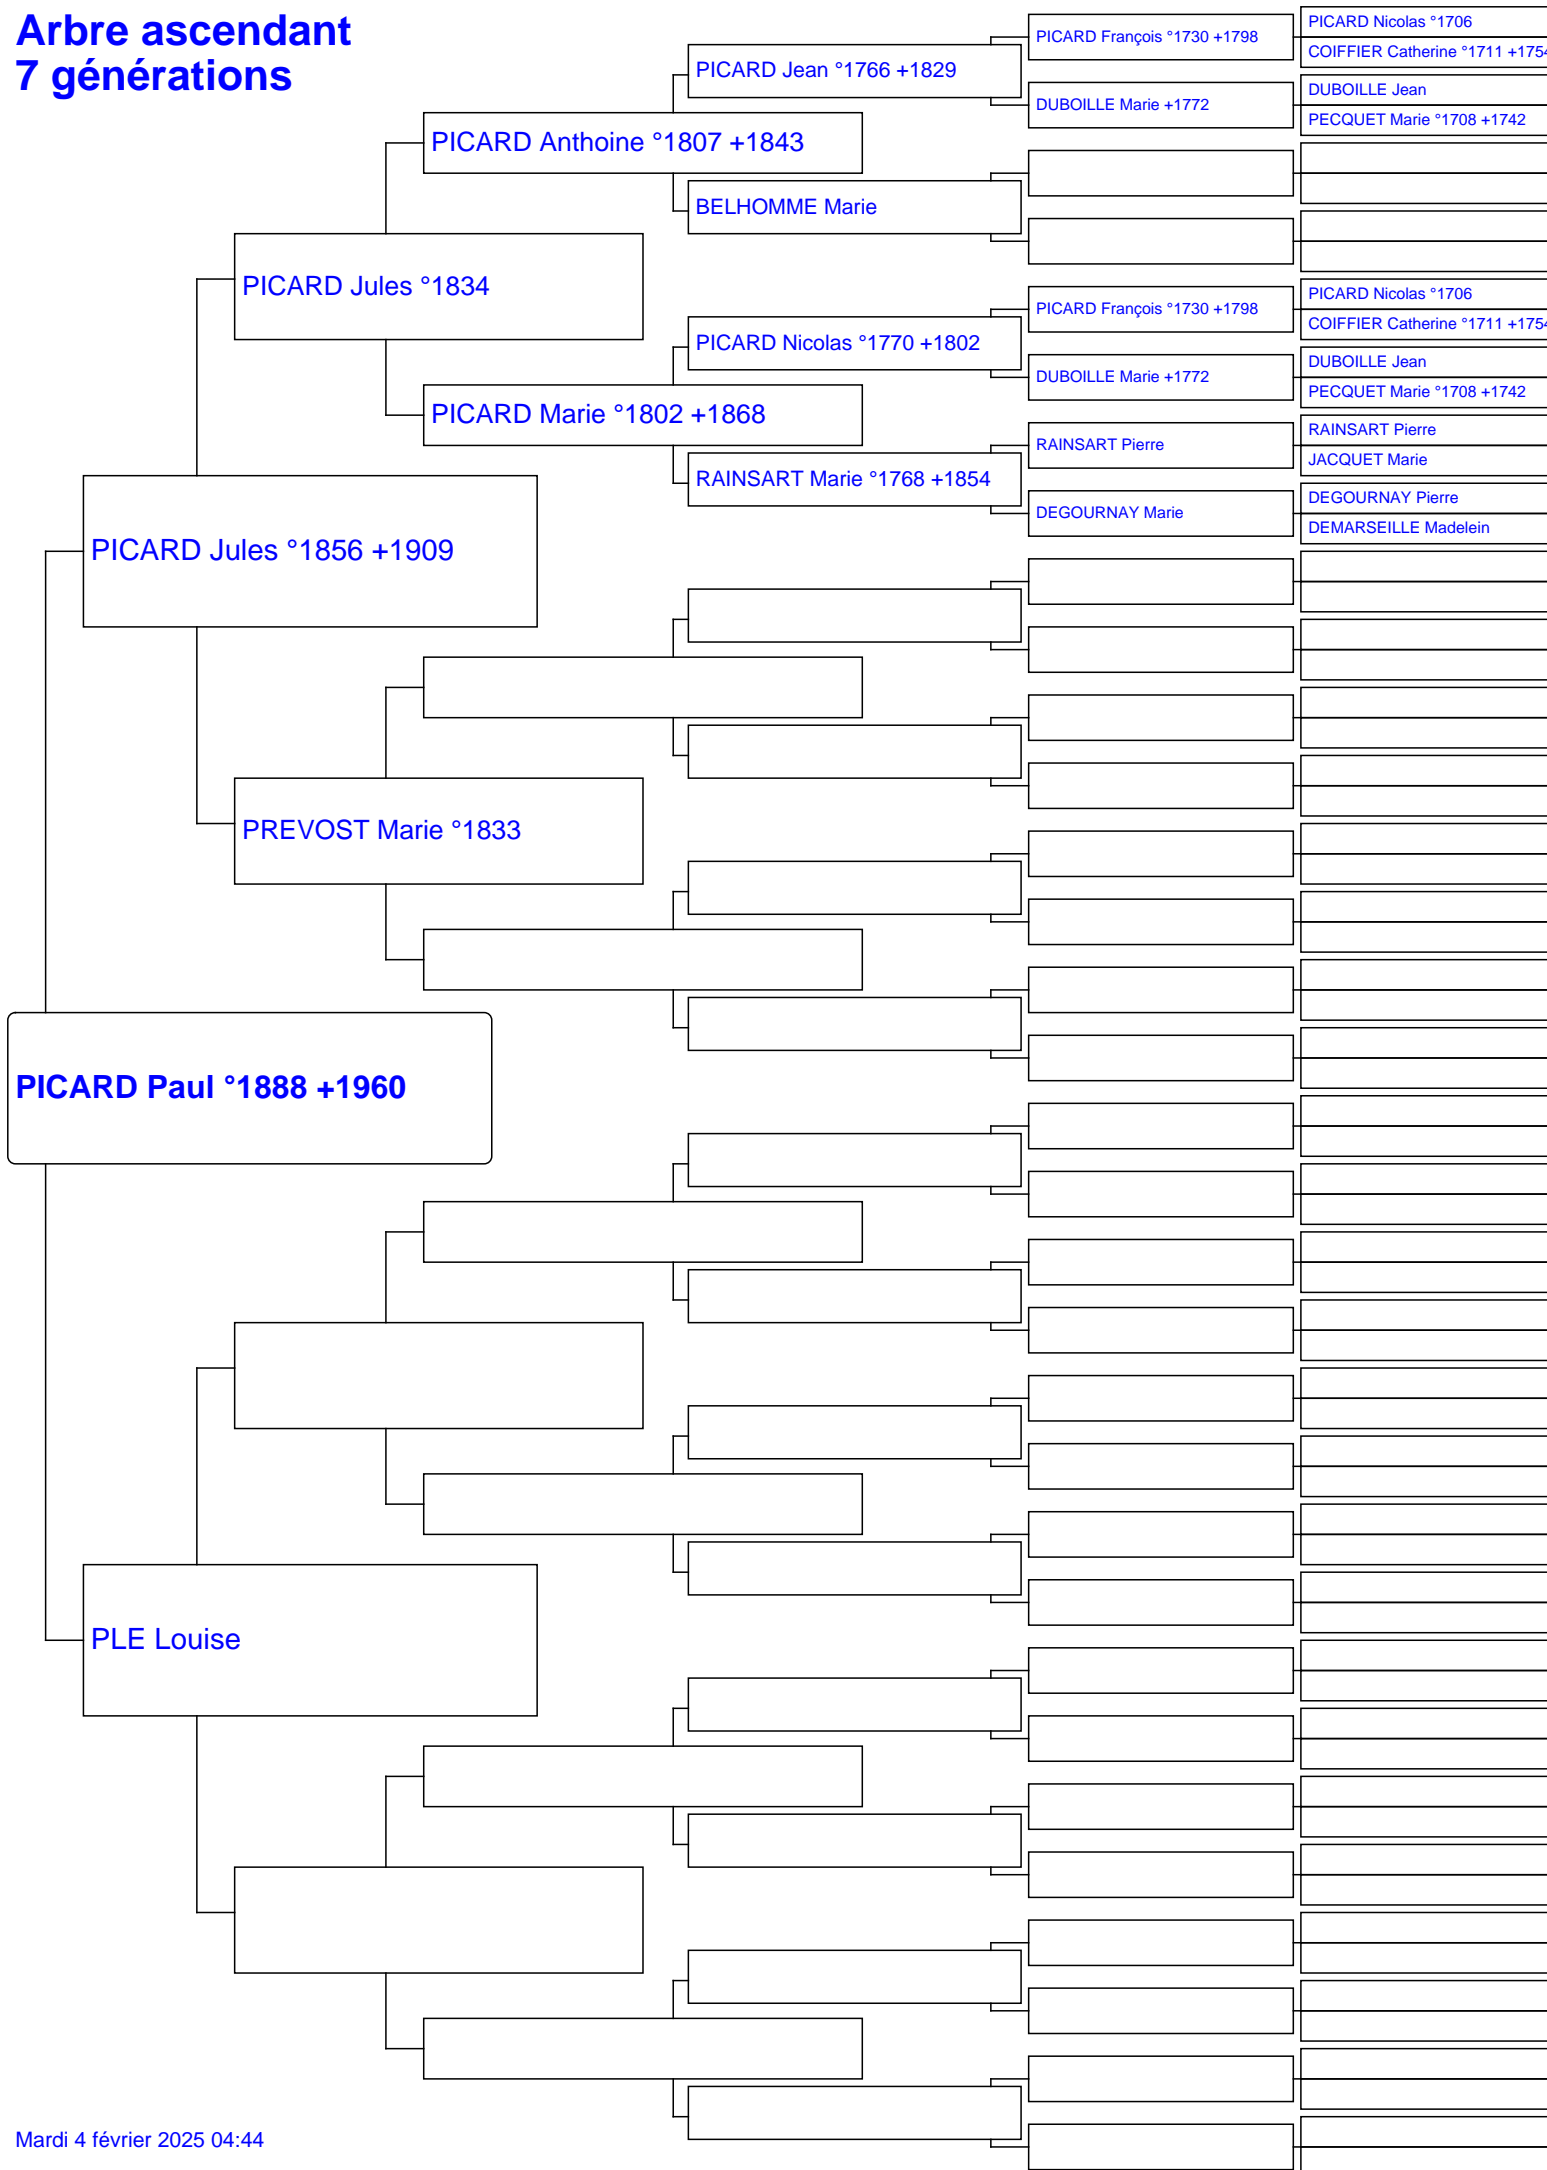 Arbre ascendant
7 générations
PICARD Nicolas °1706
PICARD François °1730 +1798
COIFFIER Catherine °1711 +1754
PICARD Jean °1766 +1829
DUBOILLE Jean
DUBOILLE Marie +1772
PECQUET Marie °1708 +1742
PICARD Anthoine °1807 +1843
BELHOMME Marie
PICARD Jules °1834
PICARD Nicolas °1706
PICARD François °1730 +1798
COIFFIER Catherine °1711 +1754
PICARD Nicolas °1770 +1802
DUBOILLE Jean
DUBOILLE Marie +1772
PECQUET Marie °1708 +1742
PICARD Marie °1802 +1868
RAINSART Pierre
RAINSART Pierre
JACQUET Marie
RAINSART Marie °1768 +1854
DEGOURNAY Pierre
DEGOURNAY Marie
DEMARSEILLE Madelein
PICARD Jules °1856 +1909
PREVOST Marie °1833
PICARD Paul °1888 +1960
PLE Louise
Mardi 4 février 2025 04:44